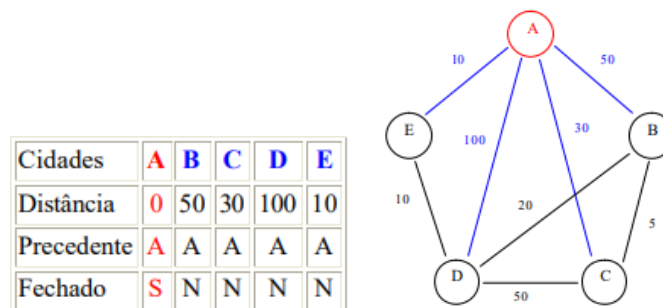 Cidades A B C D E
Distância 0 50 30 100 10
Precedente A A A A A
Fechado S N N N N
A
10
50
E
B
100
30
10
20
5
D
C
50